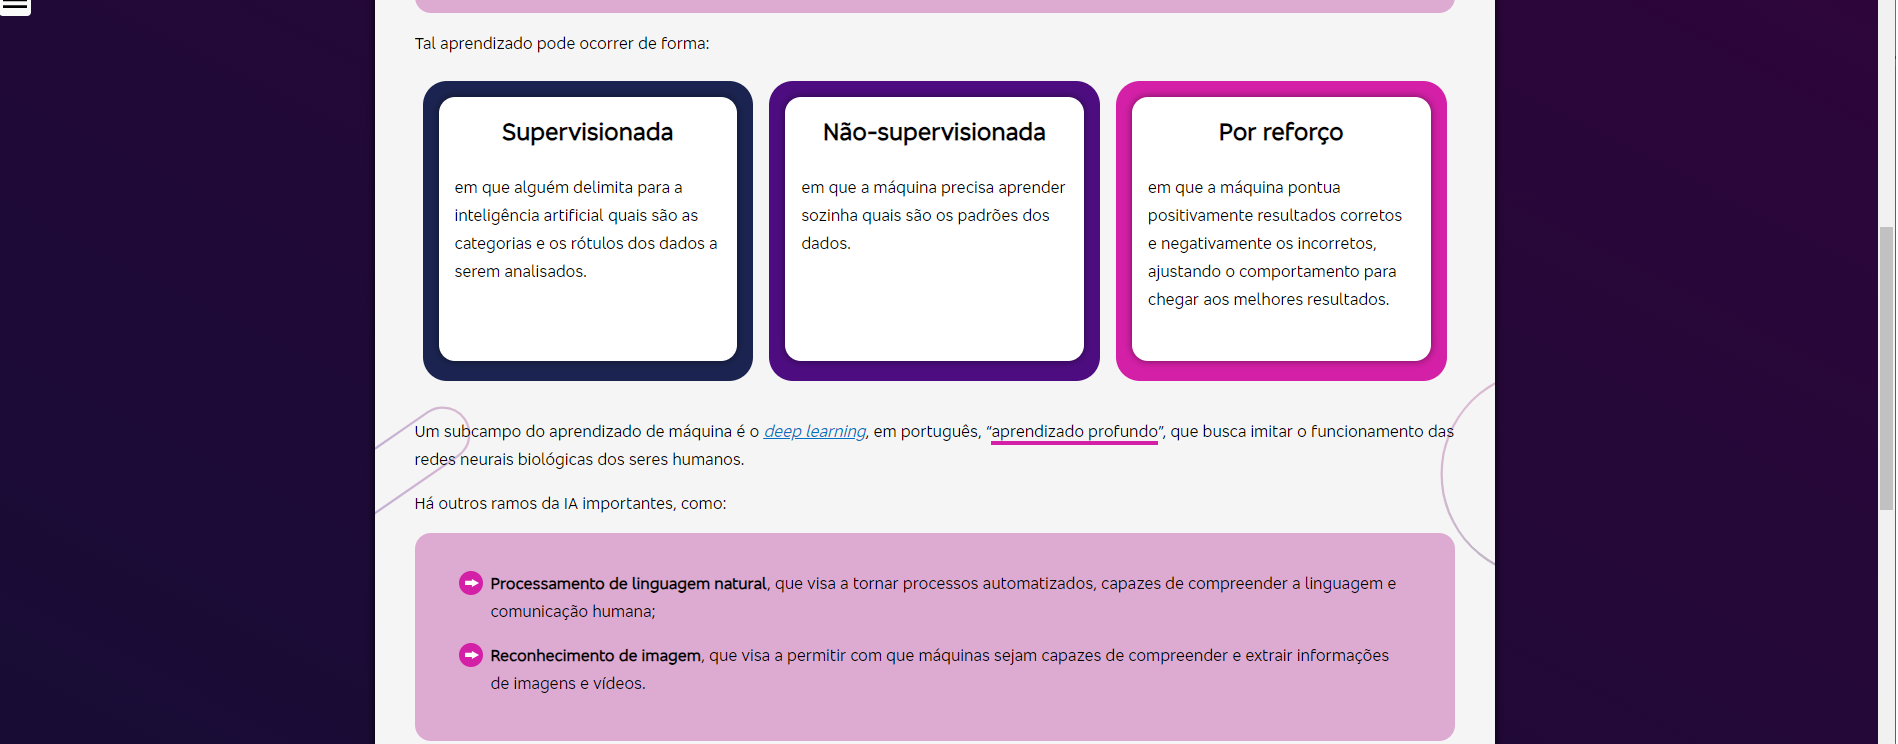 Tal aprendizado pode ocorrer de forma:
Supervisionada
em que alguém delimita para a
inteligência artificial quais são as
categorias e os rótulos dos dados a
serem analisados.
Não-supervisionada
em que a máquina precisa aprender
sozinha quais são os padrões dos
dados.
Por reforço
em que a máquina pontua
positivamente resultados corretos
e negativamente os incorretos,
ajustando o comportamento para
chegar aos melhores resultados.
Um subcampo do aprendizado de máquina é o deep learning, em português, “aprendizado profundo”, que busca imitar o funcionamento das
redes neurais biológicas dos seres humanos.
Há outros ramos da IA importantes, como:
Processamento de linguagem natural, que visa a tornar processos automatizados, capazes de compreender a linguagem e
comunicação humana;
Reconhecimento de imagem, que visa a permitir com que máquinas sejam capazes de compreender e extrair informações
de imagens e vídeos.